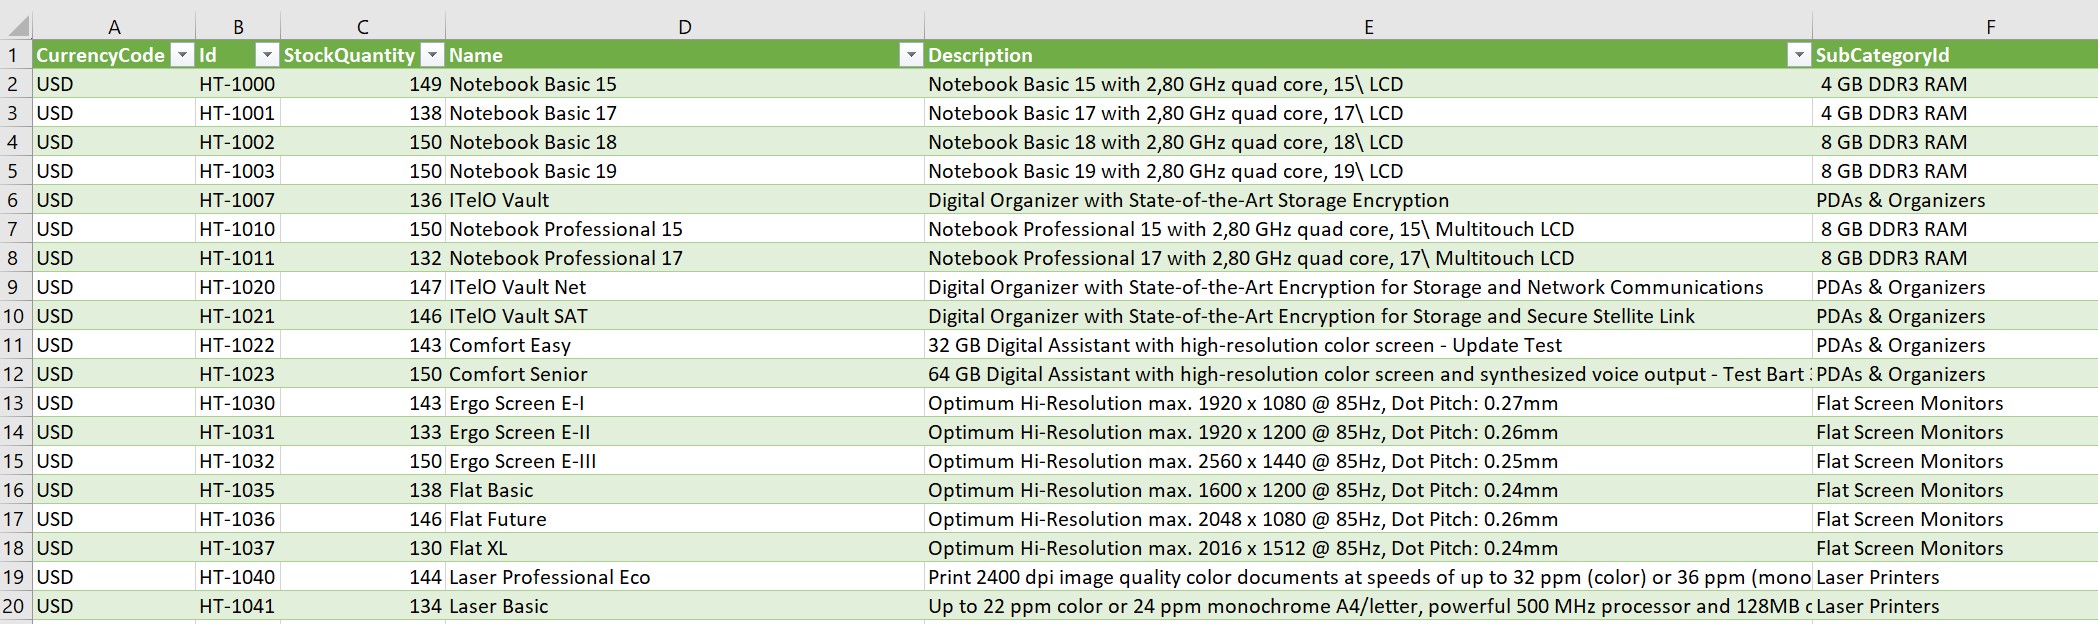 A B C D E F
1 CurrencyCode Id StockQuantity Name Description SubCategoryId
2 USD HT-1000 149 Notebook Basic 15 Notebook Basic 15 with 2,80 GHz quad core, 15\ LCD 4 GB DDR3 RAM
3 USD HT-1001 138 Notebook Basic 17 Notebook Basic 17 with 2,80 GHz quad core, 17\ LCD 4 GB DDR3 RAM
4 USD HT-1002 150 Notebook Basic 18 Notebook Basic 18 with 2,80 GHz quad core, 18\ LCD 8 GB DDR3 RAM
5 USD HT-1003 150 Notebook Basic 19 Notebook Basic 19 with 2,80 GHz quad core, 19\ LCD 8 GB DDR3 RAM
6 USD HT-1007 136 ITelO Vault Digital Organizer with State-of-the-Art Storage Encryption PDAs & Organizers
7 USD HT-1010 150 Notebook Professional 15 Notebook Professional 15 with 2,80 GHz quad core, 15\ Multitouch LCD 8 GB DDR3 RAM
8 USD HT-1011 132 Notebook Professional 17 Notebook Professional 17 with 2,80 GHz quad core, 17\ Multitouch LCD 8 GB DDR3 RAM
9 USD HT-1020 147 ITelO Vault Net Digital Organizer with State-of-the-Art Encryption for Storage and Network Communications PDAs & Organizers
10 USD HT-1021 146 ITelO Vault SAT Digital Organizer with State-of-the-Art Encryption for Storage and Secure Stellite Link PDAs & Organizers
11 USD HT-1022 143 Comfort Easy 32 GB Digital Assistant with high-resolution color screen - Update Test PDAs & Organizers
12 USD HT-1023 150 Comfort Senior 64 GB Digital Assistant with high-resolution color screen and synthesized voice output - Test Bart PDAs & Organizers
13 USD HT-1030 143 Ergo Screen E-I Optimum Hi-Resolution max. 1920 x 1080 @ 85Hz, Dot Pitch: 0.27mm Flat Screen Monitors
14 USD HT-1031 133 Ergo Screen E-II Optimum Hi-Resolution max. 1920 x 1200 @ 85Hz, Dot Pitch: 0.26mm Flat Screen Monitors
15 USD HT-1032 150 Ergo Screen E-III Optimum Hi-Resolution max. 2560 x 1440 @ 85Hz, Dot Pitch: 0.25mm Flat Screen Monitors
16 USD HT-1035 138 Flat Basic Optimum Hi-Resolution max. 1600 x 1200 @ 85Hz, Dot Pitch: 0.24mm Flat Screen Monitors
17 USD HT-1036 146 Flat Future Optimum Hi-Resolution max. 2048 x 1080 @ 85Hz, Dot Pitch: 0.26mm Flat Screen Monitors
18 USD HT-1037 130 Flat XL Optimum Hi-Resolution max. 2016 x 1512 @ 85Hz, Dot Pitch: 0.24mm Flat Screen Monitors
19 USD HT-1040 144 Laser Professional Eco Print 2400 dpi image quality color documents at speeds of up to 32 ppm (color) or 36 ppm (mono Laser Printers
20 USD HT-1041 134 Laser Basic Up to 22 ppm color or 24 ppm monochrome A4/letter, powerful 500 MHz processor and 128MB Laser Printers